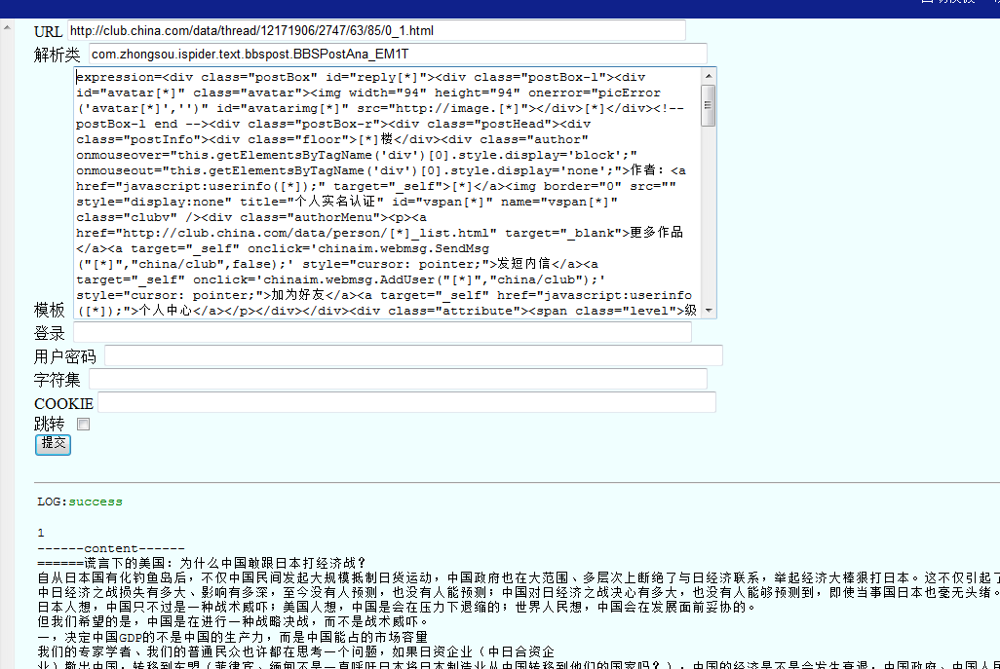 URL http://club.china.com/data/thread/12171906/2747/63/85/0_1.html
解析类 com.zhongsou.ispider.text.bbspost.BBSPostAna_EM1T
expression=<div class="postBox" id="reply[*]"><div class="postBox-l"><div
id="avatar[*]" class="avatar"><img width="94" height="94" onerror="picError
('avatar[*]','')" id="avatarimg[*]" src="http://image.[*]"></div>[*]</div><!--
postBox-l end --><div class="postBox-r"><div class="postHead"><div
class="postInfo"><div class="floor">[*]楼</div><div class="author"
onmouseover="this.getElementsByTagName('div')[0].style.display='block';"
onmouseout="this.getElementsByTagName('div')[0].style.display='none';">作者: <a
href="javascript:userinfo([*]);" target="_self">[*]</a><img border="0" src=""
style="display:none" title="个人实名认证" id="vspan[*]" name="vspan[*]"
class="clubv" /><div class="authorMenu"><p><a
href="http://club.china.com/data/person/[*]_list.html" target="_blank">更多作品
</a><a target="_self" onclick='chinaim.webmsg.SendMsg
("[*]","china/club",false);' style="cursor: pointer;">发短内信</a><a
target="_self" onclick='chinaim.webmsg.AddUser("[*]","china/club");'
style="cursor: pointer;">加为好友</a><a target="_self" href="javascript:userinfo
([*]);">个人中心</a></p></div></div><div class="attribute"><span class="level">级
模板
登录
用户密码
字符集
COOKIE
跳转
提交
LOG:success
1
------content------
======谎言下的美国：为什么中国敢跟日本打经济战？
自从日本国有化钓鱼岛后，不仅中国民间发起大规模抵制日货运动，中国政府也在大范围、多层次上断绝了与日经济联系，举起经济大棒狠打日本。这不仅引起了
中日经济之战损失有多大、影响有多深，至今没有人预测，也没有人能预测；中国对日经济之战决心有多大，也没有人能够预测到，即使当事国日本也毫无头绪。
日本人想，中国只不过是一种战术威吓；美国人想，中国是会在压力下退缩的；世界人民想，中国会在发展面前妥协的。
但我们希望的是，中国是在进行一种战略决战，而不是战术威吓。
一，决定中国GDP的不是中国的生产力，而是中国能占的市场容量
我们的专家学者、我们的普通民众也许都在思考一个问题，如果日资企业（中日合资企
业）撤出中国，转移到东盟（菲律宾、缅甸不是一直呼吁日本将日本制造业从中国转移到他们的国家吗？），中国的经济是不是会发生衰退，中国政府、中国人民